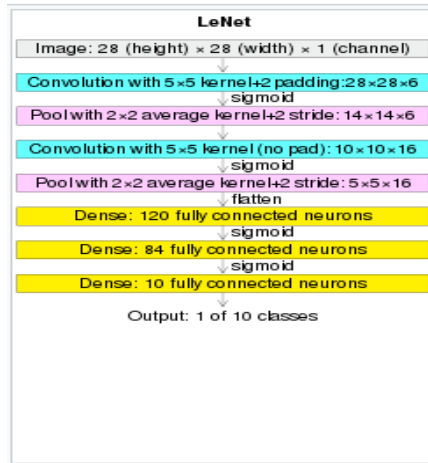 LeNet
Image: 28 (height) × 28 (width) × 1 (channel)
Convolution with 5×5 kernel+2 padding:28×28×6
sigmoid
Pool with 2×2 average kernel+2 stride: 14×14×6
Convolution with 5×5 kernel (no pad): 10×10×16
sigmoid
Pool with 2×2 average kernel+2 stride: 5×5×16
flatten
Dense: 120 fully connected neurons
sigmoid
Dense: 84 fully connected neurons
sigmoid
Dense: 10 fully connected neurons
Output: 1 of 10 classes